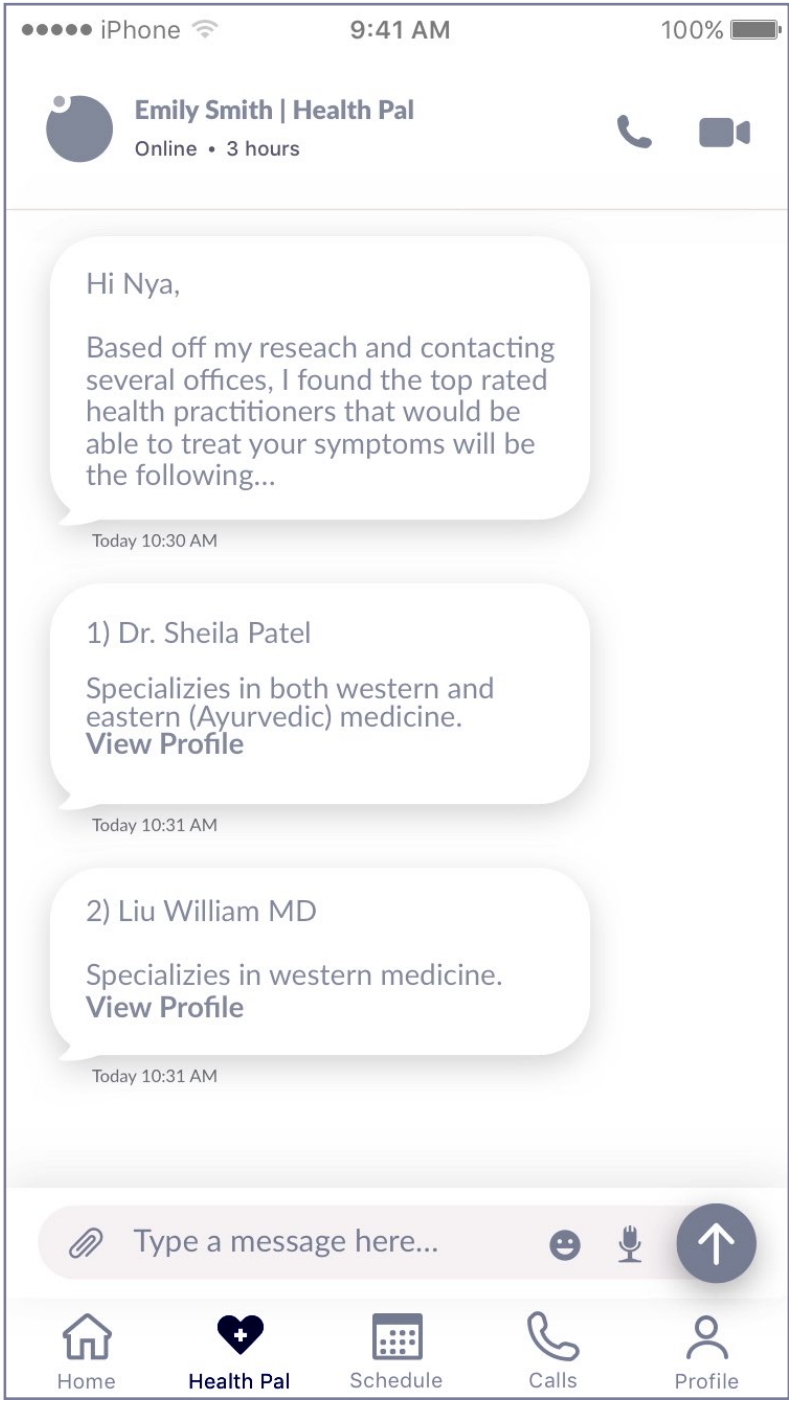 iPhone 9:41 AM 100%
Emily Smith | Health Pal
Online • 3 hours
Hi Nya,
Based off my reseach and contacting
several offices, I found the top rated
health practitioners that would be
able to treat your symptoms will be
the following...
Today 10:30 AM
1) Dr. Sheila Patel
Specializies in both western and
eastern (Ayurvedic) medicine.
View Profile
Today 10:31 AM
2) Liu William MD
Specializies in western medicine.
View Profile
Today 10:31 AM
Type a message here...
Home Health Pal Schedule Calls Profile